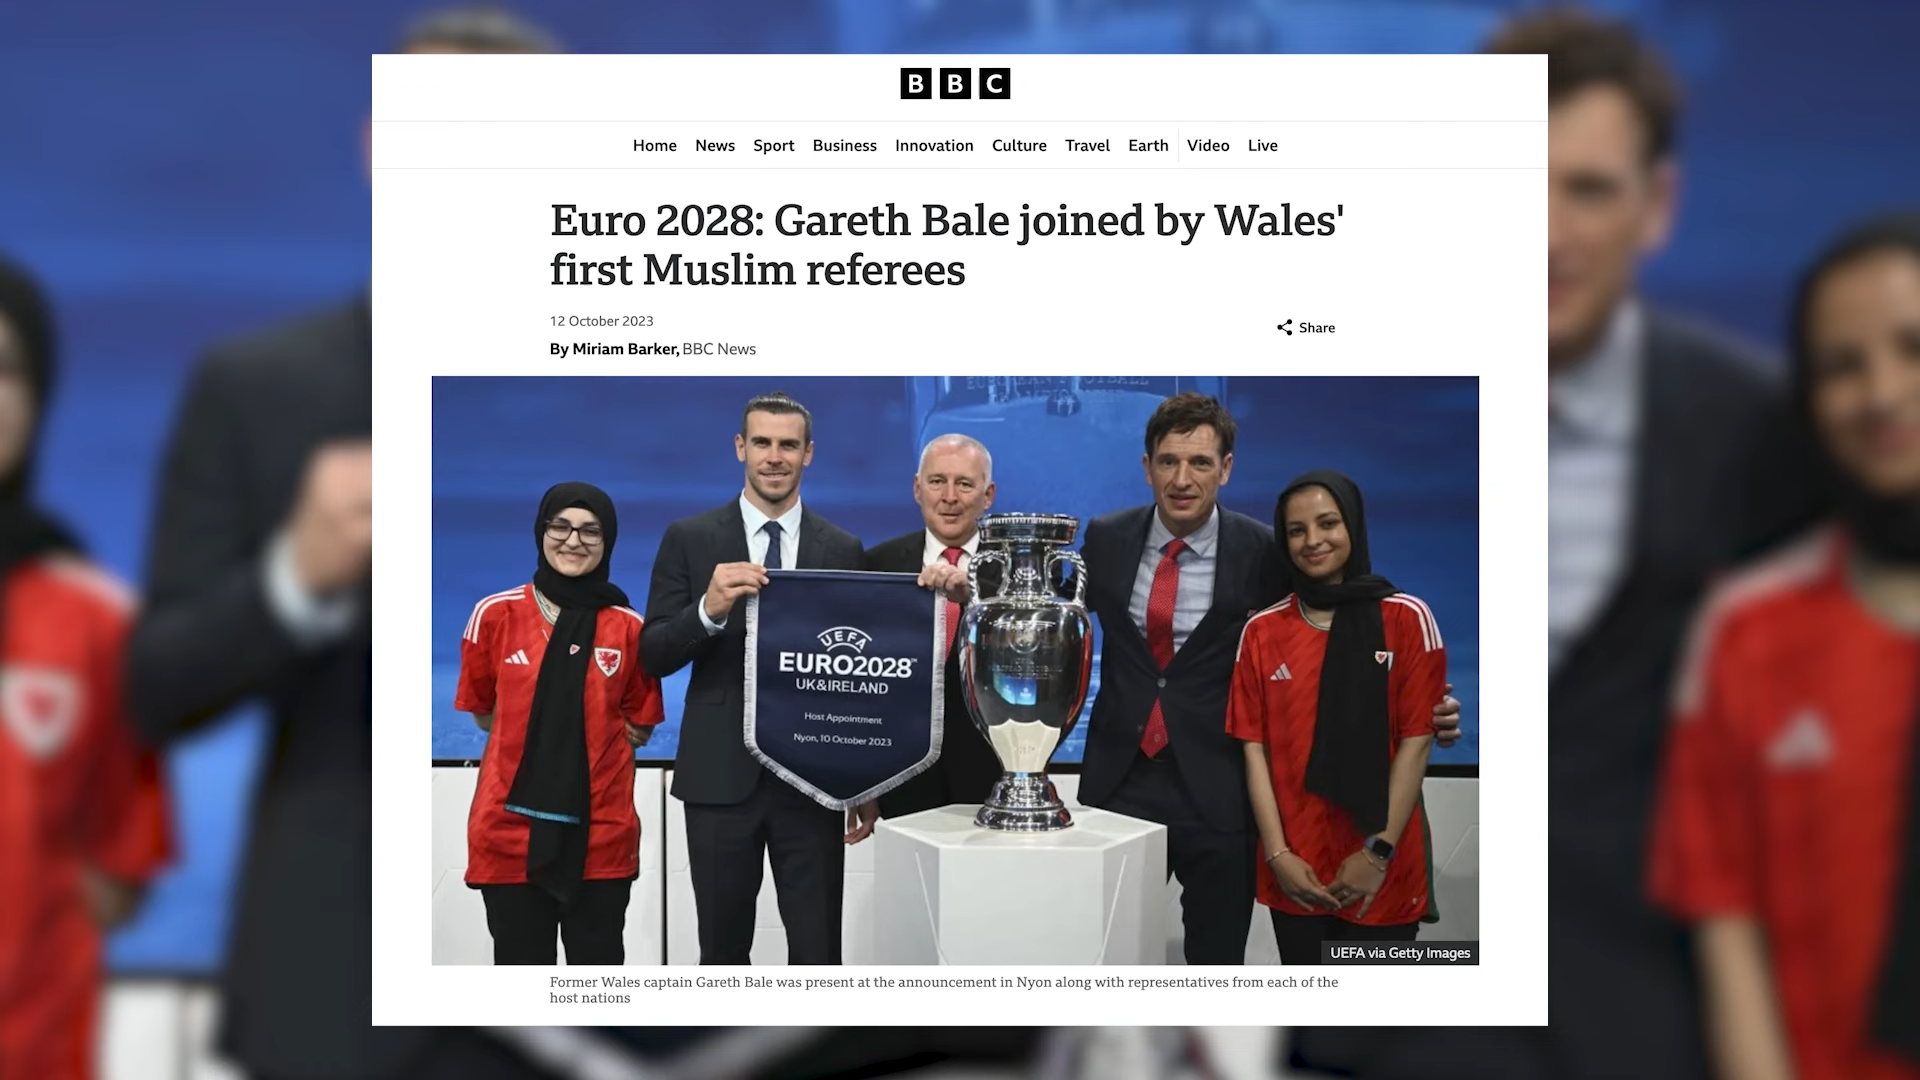 BBC
Home News Sport Business Innovation Culture Travel Earth Video Live
Euro 2028: Gareth Bale joined by Wales'
first Muslim referees
12 October 2023
Share
By Miriam Barker, BBC News
UEFA
EURO2028™
UK&IRELAND
Host Appointment
Nyon, 10 October 2023
UEFA via Getty Images
Former Wales captain Gareth Bale was present at the announcement in Nyon along with representatives from each of the
host nations